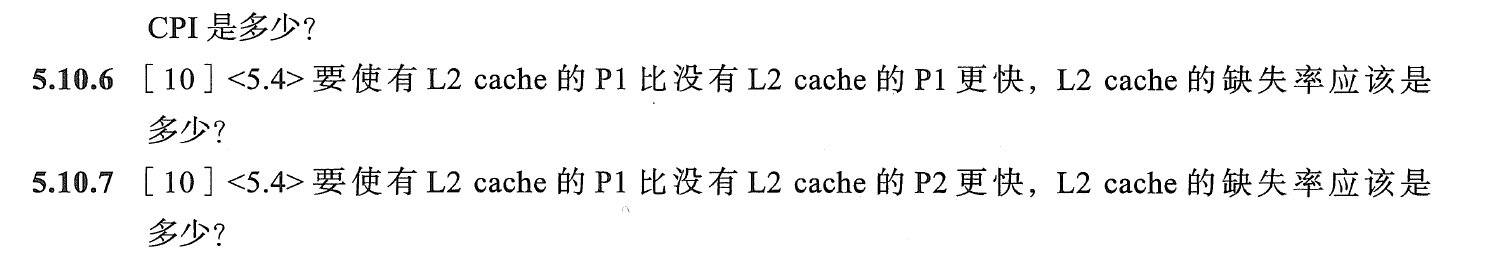 CPI 是多少？
5.10.6 ［10］<5.4> 要使有 L2 cache 的 P1 比没有 L2 cache 的 P1 更快，L2 cache 的缺失率应该是
多少？
5.10.7 ［10］<5.4> 要使有 L2 cache 的 P1 比没有 L2 cache 的 P2 更快，L2 cache 的缺失率应该是
多少？